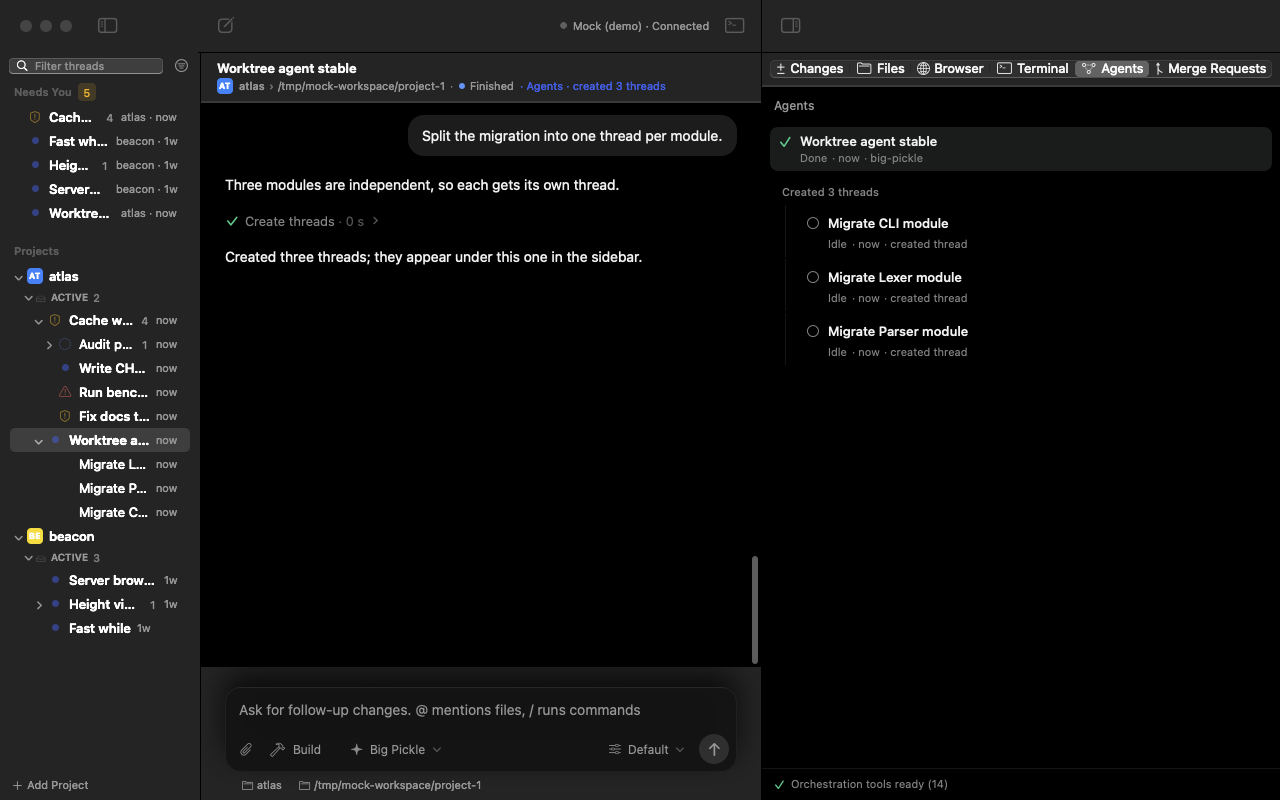 Mock (demo) · Connected
Filter threads
Needs You 5
Cach... 4 atlas · now
Fast wh... beacon · 1w
Heig... 1 beacon · 1w
Server... beacon · 1w
Worktre... atlas · now
Projects
AT atlas
ACTIVE 2
Cache w... 4 now
Audit p... 1 now
Write CH... now
Run benc... now
Fix docs t... now
Worktree a... now
Migrate L... now
Migrate P... now
Migrate C... now
BE beacon
ACTIVE 3
Server brow... 1w
Height vi... 1 1w
Fast while 1w
Add Project
Worktree agent stable
AT atlas › /tmp/mock-workspace/project-1 · Finished · Agents · created 3 threads
Split the migration into one thread per module.
Three modules are independent, so each gets its own thread.
Create threads · 0 s
Created three threads; they appear under this one in the sidebar.
Ask for follow-up changes. @ mentions files, / runs commands
Build Big Pickle Default
atlas /tmp/mock-workspace/project-1
Changes Files Browser Terminal Agents Merge Requests
Agents
Worktree agent stable
Done · now · big-pickle
Created 3 threads
Migrate CLI module
Idle · now · created thread
Migrate Lexer module
Idle · now · created thread
Migrate Parser module
Idle · now · created thread
Orchestration tools ready (14)